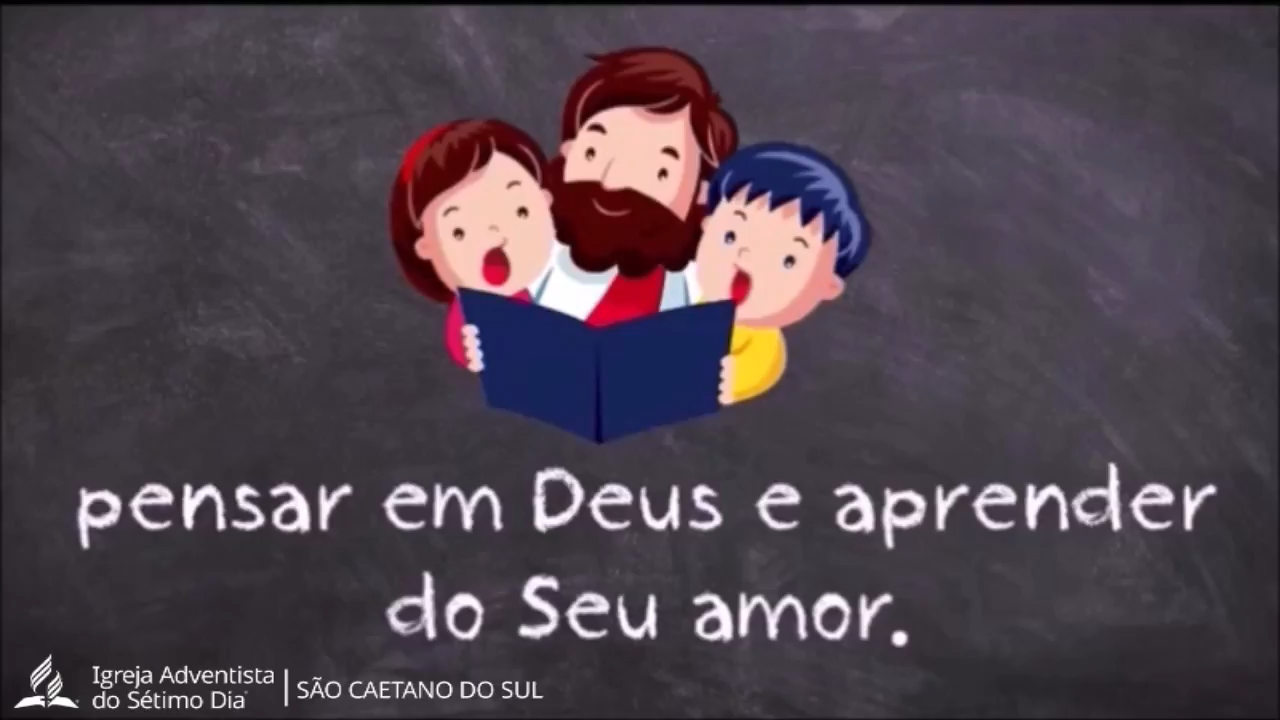 pensar em Deus e aprender
do Seu amor.
Igreja Adventista
do Sétimo Dia
SÃO CAETANO DO SUL